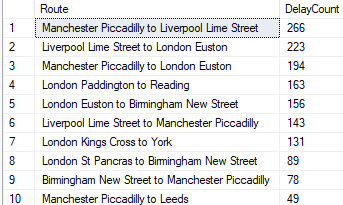 Route DelayCount
1 Manchester Piccadilly to Liverpool Lime Street 266
2 Liverpool Lime Street to London Euston 223
3 Manchester Piccadilly to London Euston 194
4 London Paddington to Reading 163
5 London Euston to Birmingham New Street 156
6 Liverpool Lime Street to Manchester Piccadilly 143
7 London Kings Cross to York 131
8 London St Pancras to Birmingham New Street 89
9 Birmingham New Street to Manchester Piccadilly 78
10 Manchester Piccadilly to Leeds 49